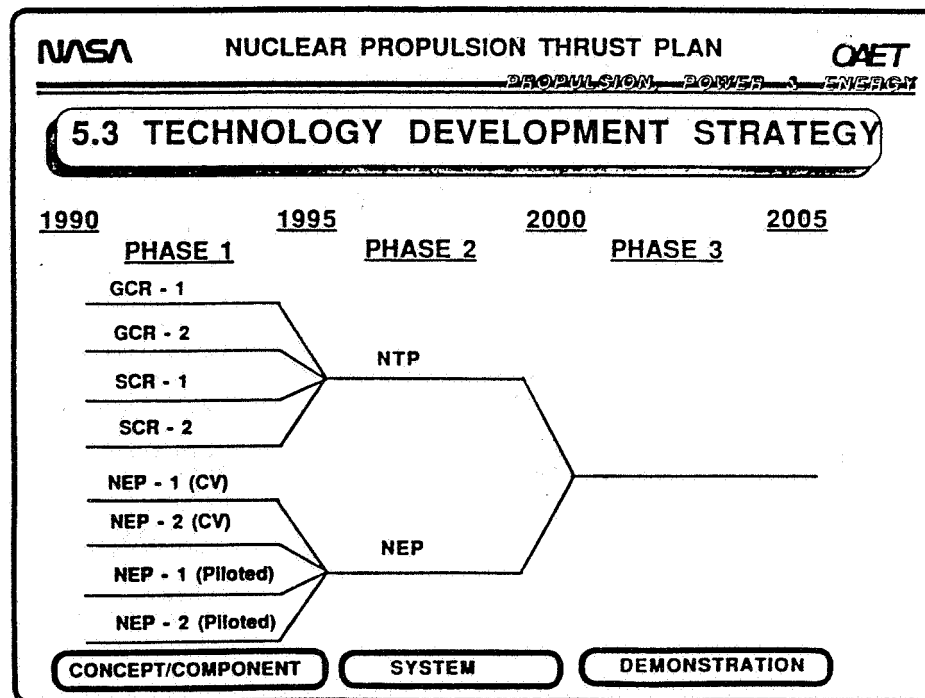 NASA NUCLEAR PROPULSION THRUST PLAN OAET
PROPULSION, POWER & ENERGY
5.3 TECHNOLOGY DEVELOPMENT STRATEGY
1990 1995 2000 2005
PHASE 1 PHASE 2 PHASE 3
GCR - 1
GCR - 2
NTP
SCR - 1
SCR - 2
NEP - 1 (CV)
NEP - 2 (CV)
NEP
NEP - 1 (Piloted)
NEP - 2 (Piloted)
CONCEPT/COMPONENT SYSTEM DEMONSTRATION